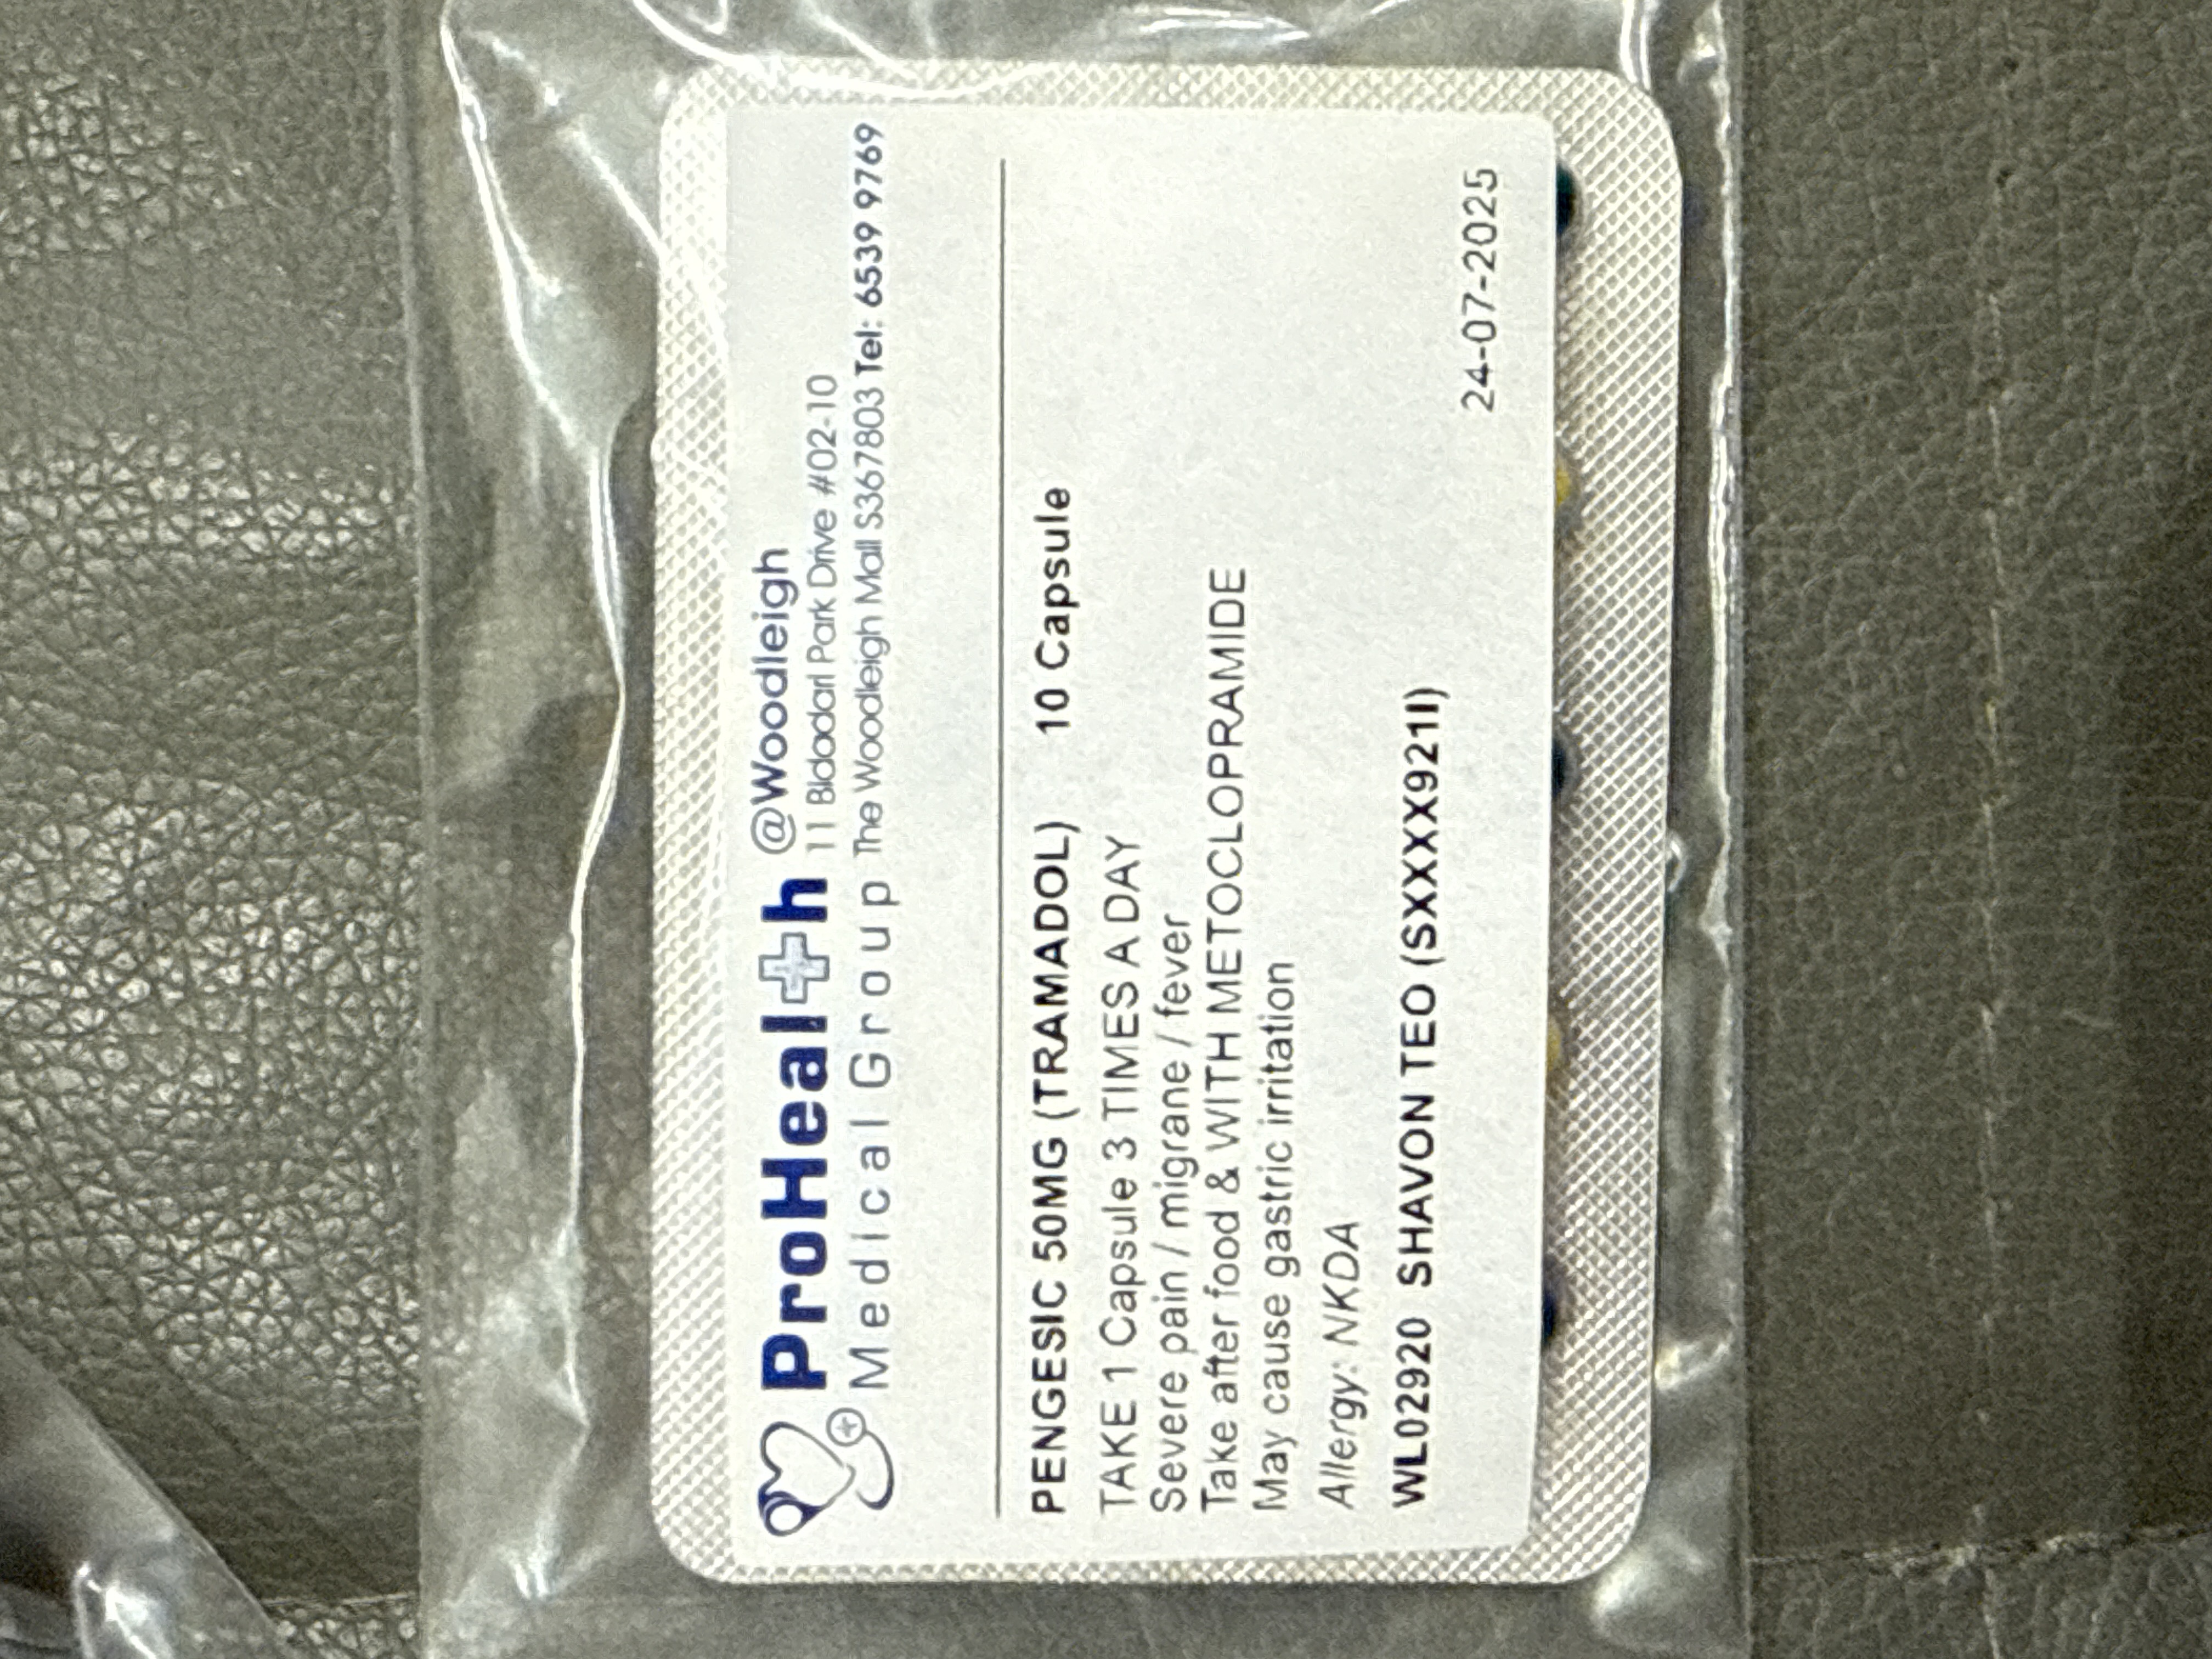 ProHealth @Woodleigh
Medical Group
11 Bidadari Park Drive #02-10
The Woodleigh Mall S367803 Tel: 6539 9769
PENGESIC 50MG (TRAMADOL) 10 Capsule
TAKE 1 Capsule 3 TIMES A DAY
Severe pain / migrane / fever
Take after food & WITH METOCLOPRAMIDE
May cause gastric irritation
Allergy: NKDA
WL02920 SHAVON TEO (SXXXX921I)
24-07-2025